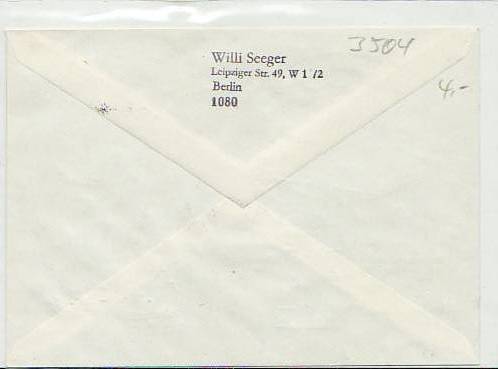 Willi Seeger
Leipziger Str. 49, W 1 /2
Berlin
1080
3504
4,-